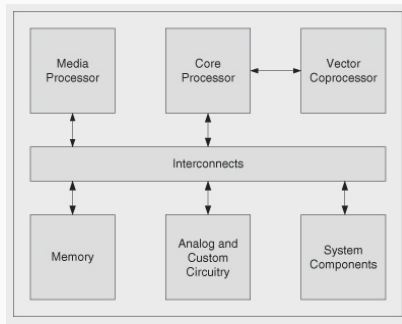 Media
Processor
Core
Processor
Vector
Coprocessor
Interconnects
Memory
Analog and
Custom
Circuitry
System
Components